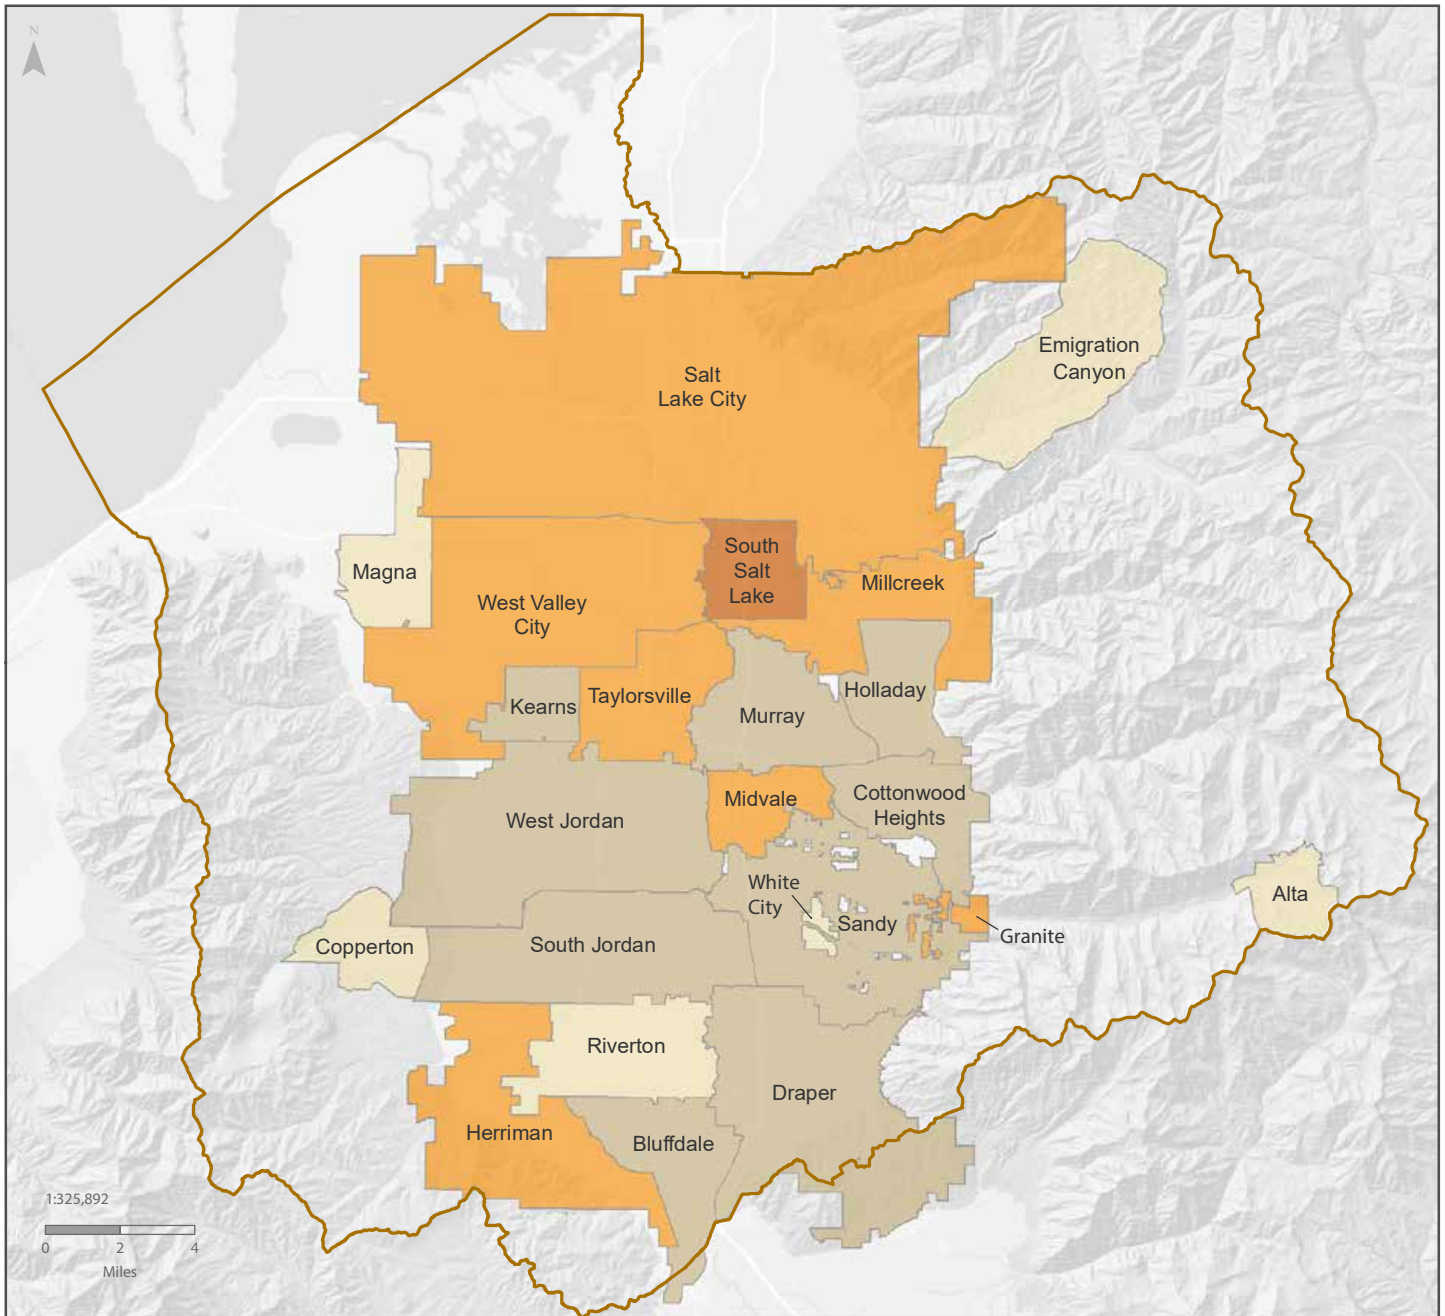 N
Emigration
Canyon
Salt
Lake City
South
Salt
Lake
Magna
Millcreek
West Valley
City
Holladay
Taylorsville
Kearns
Murray
Midvale
Cottonwood
Heights
West Jordan
White
City
Alta
Sandy
Granite
Copperton
South Jordan
Riverton
Draper
Herriman
Bluffdale
1:325,892
0 2 4
Miles